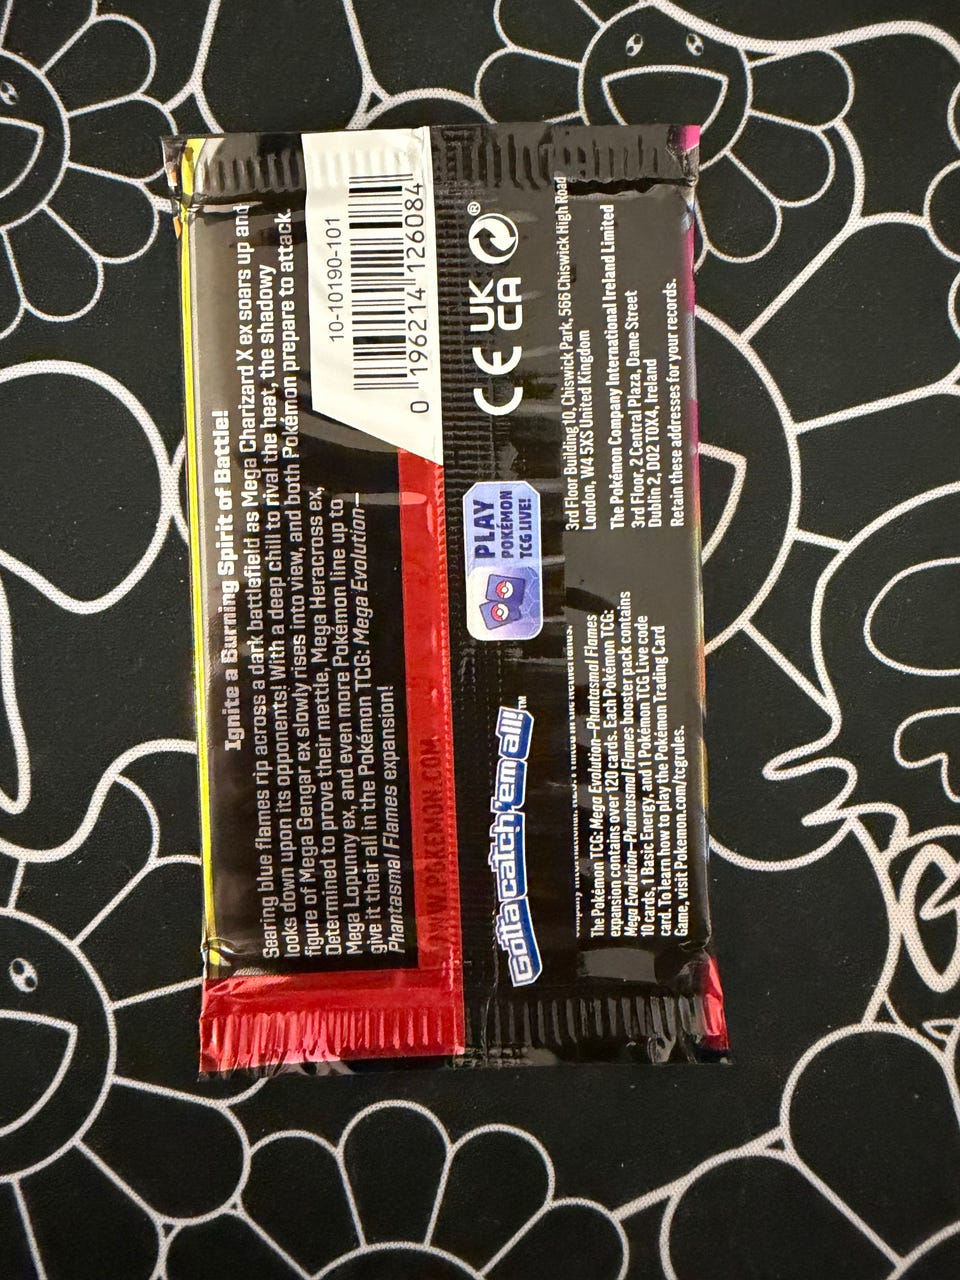 Ignite a Burning Spirit of Battle!
Searing blue flames rip across a dark battlefield as Mega Charizard X ex soars up and
looks down upon its opponents! With a deep chill to rival the heat, the shadowy
figure of Mega Gengar ex slowly rises into view, and both Pokémon prepare to attack.
Determined to prove their mettle, Mega Heracross ex,
Mega Lopunny ex, and even more Pokémon line up to
give it their all in the Pokémon TCG: Mega Evolution—
Phantasmal Flames expansion!
10-10190-101
0 196214 126084
WWW.POKEMON.COM
Gotta catch 'em all!™
PLAY
POKÉMON
TCG LIVE!
CE UK
CA ®
The Pokémon TCG: Mega Evolution—Phantasmal Flames
expansion contains over 120 cards. Each Pokémon TCG:
Mega Evolution—Phantasmal Flames booster pack contains
10 cards, 1 Basic Energy, and 1 Pokémon TCG Live code
card. To learn how to play the Pokémon Trading Card
Game, visit Pokemon.com/tcgrules.
3rd Floor Building 10, Chiswick Park, 566 Chiswick High Road
London, W4 5XS United Kingdom
The Pokémon Company International Ireland Limited
3rd Floor, 2 Central Plaza, Dame Street
Dublin 2, D02 T0X4, Ireland
Retain these addresses for your records.